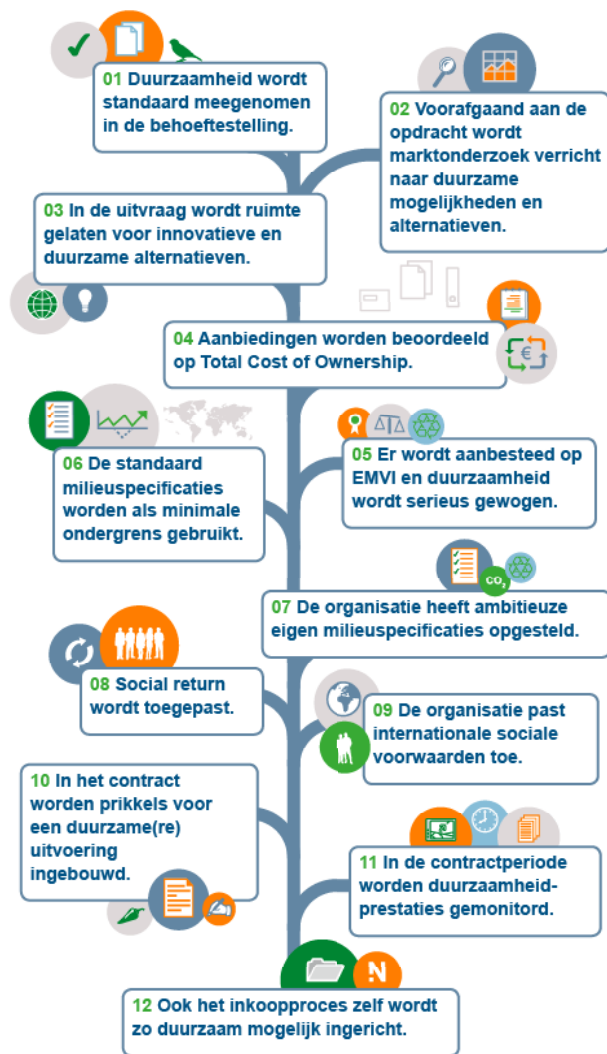 01 Duurzaamheid wordt
standaard meegenomen
in de behoeftestelling.
02 Voorafgaand aan de
opdracht wordt
marktonderzoek verricht
naar duurzame
mogelijkheden en
alternatieven.
03 In de uitvraag wordt ruimte
gelaten voor innovatieve en
duurzame alternatieven.
€
04 Aanbiedingen worden beoordeeld
op Total Cost of Ownership.
05 Er wordt aanbesteed op
EMVI en duurzaamheid
wordt serieus gewogen.
06 De standaard
milieuspecificaties
worden als minimale
ondergrens gebruikt.
CO2
07 De organisatie heeft ambitieuze
eigen milieuspecificaties opgesteld.
08 Social return
wordt toegepast.
09 De organisatie past
internationale sociale
voorwaarden toe.
10 In het contract
worden prikkels voor
een duurzame(re)
uitvoering
ingebouwd.
11 In de contractperiode
worden duurzaamheid-
prestaties gemonitord.
N
12 Ook het inkoopproces zelf wordt
zo duurzaam mogelijk ingericht.